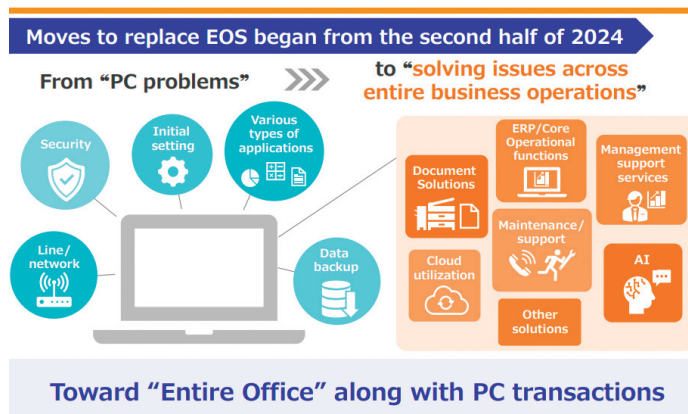 Moves to replace EOS began from the second half of 2024
From “PC problems”
to “solving issues across
entire business operations”
Security
Initial
setting
Various
types of
applications
Line/
network
Data
backup
Document
Solutions
ERP/Core
Operational
functions
Management
support
services
Cloud
utilization
Maintenance/
support
AI
Other
solutions
Toward “Entire Office” along with PC transactions